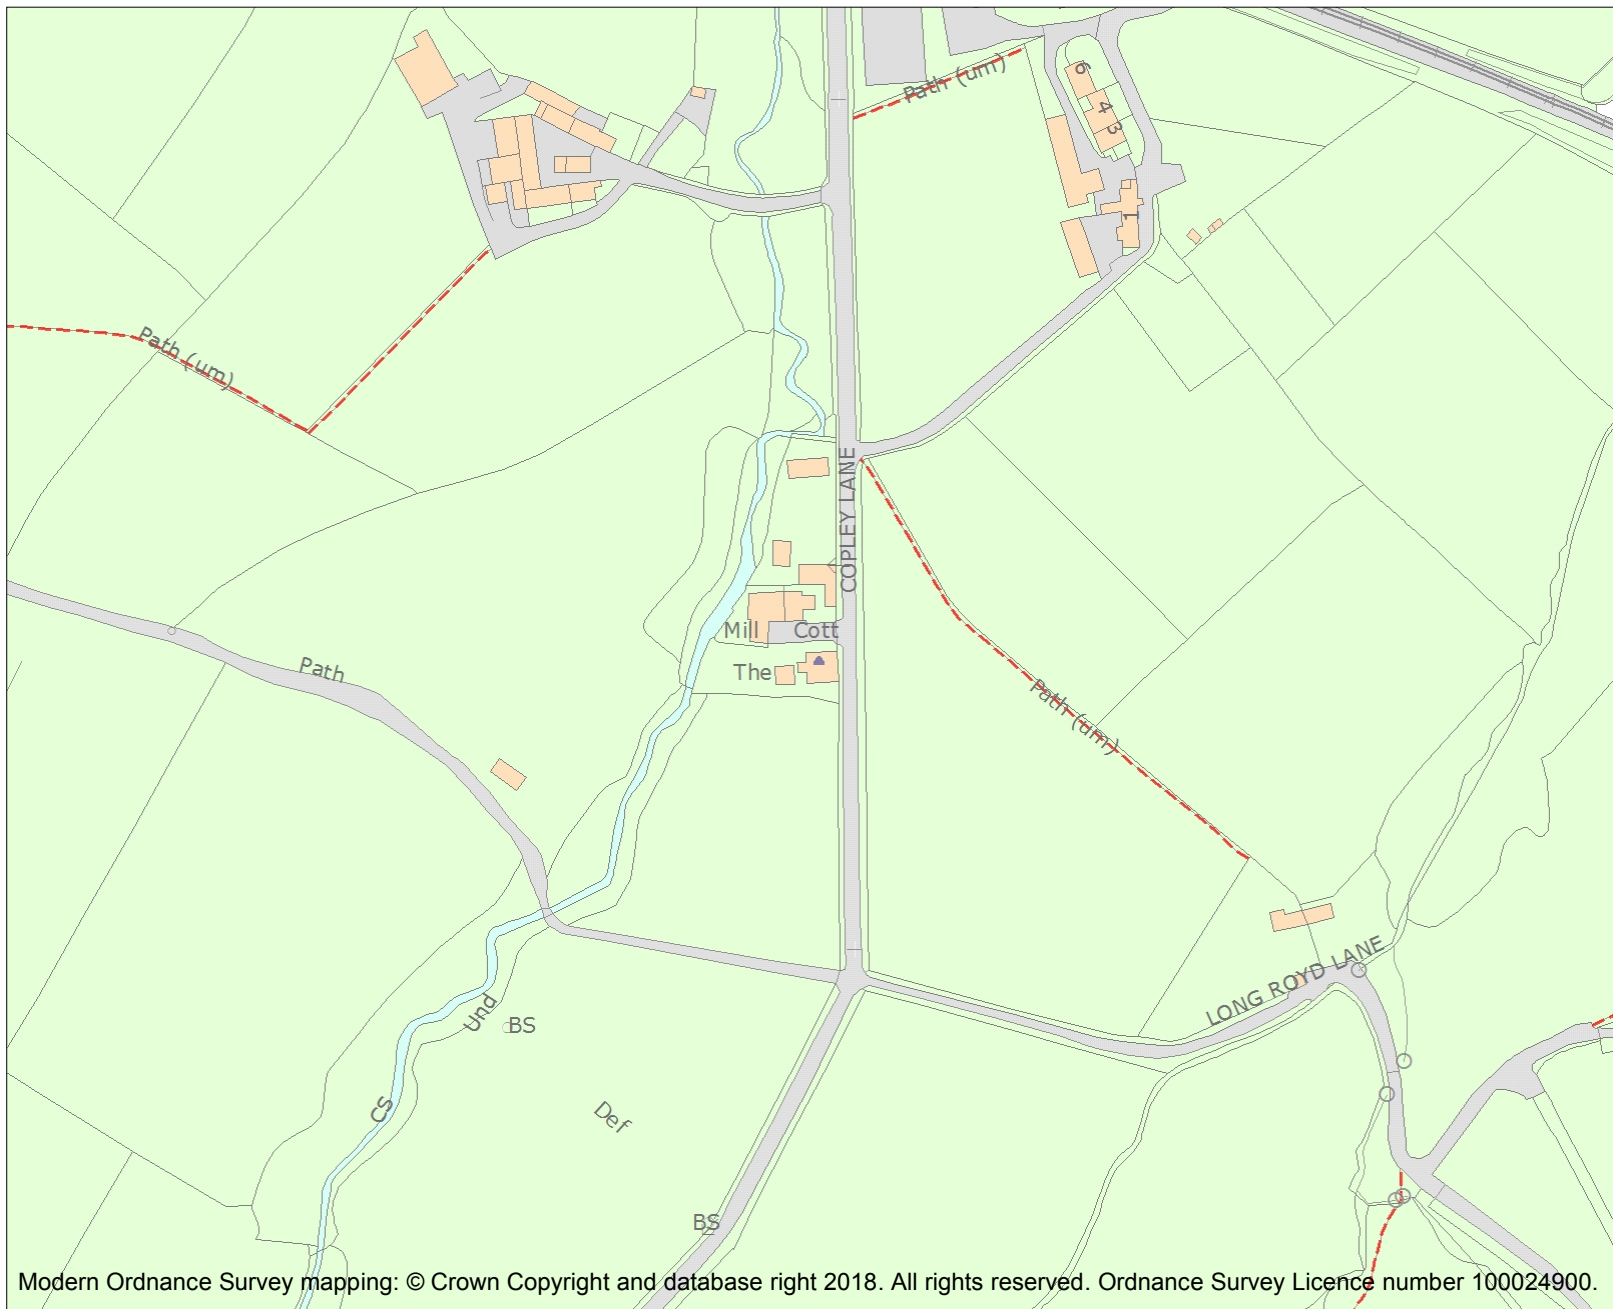 Path (um)
6
4
3
1
Path (um)
COPLEY LANE
Mill Cott
The
Path
Path (um)
LONG ROYD LANE
Und
BS
CS
Def
BS
Modern Ordnance Survey mapping: © Crown Copyright and database right 2018. All rights reserved. Ordnance Survey Licence number 100024900.